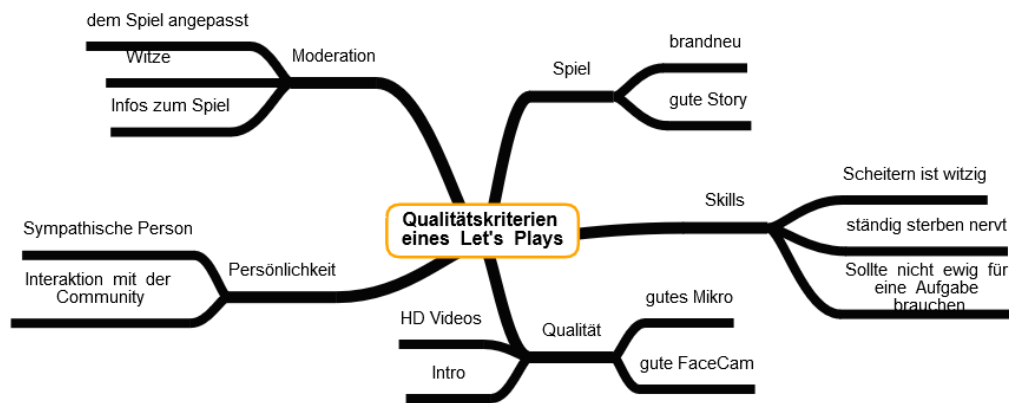 Qualitätskriterien
eines Let's Plays
Moderation
dem Spiel angepasst
Witze
Infos zum Spiel
Spiel
brandneu
gute Story
Skills
Scheitern ist witzig
ständig sterben nervt
Sollte nicht ewig für
eine Aufgabe
brauchen
Persönlichkeit
Sympathische Person
Interaktion mit der
Community
Qualität
HD Videos
Intro
gutes Mikro
gute FaceCam